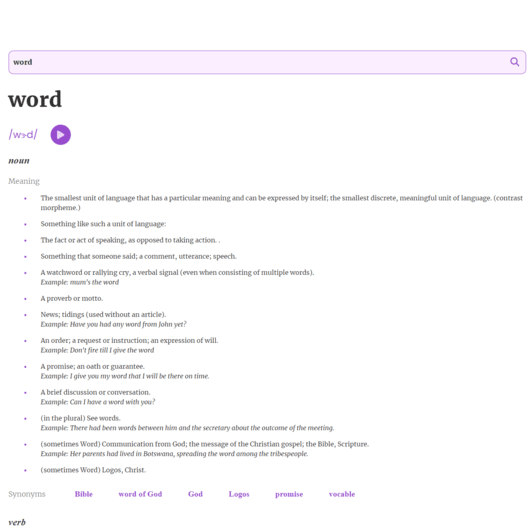 word
word
/wɝd/
noun
Meaning
The smallest unit of language that has a particular meaning and can be expressed by itself; the smallest discrete, meaningful unit of language. (contrast
morpheme.)
Something like such a unit of language:
The fact or act of speaking, as opposed to taking action. .
Something that someone said; a comment, utterance; speech.
A watchword or rallying cry, a verbal signal (even when consisting of multiple words).
Example: mum's the word
A proverb or motto.
News; tidings (used without an article).
Example: Have you had any word from John yet?
An order; a request or instruction; an expression of will.
Example: Don't fire till I give the word
A promise; an oath or guarantee.
Example: I give you my word that I will be there on time.
A brief discussion or conversation.
Example: Can I have a word with you?
(in the plural) See words.
Example: There had been words between him and the secretary about the outcome of the meeting.
(sometimes Word) Communication from God; the message of the Christian gospel; the Bible, Scripture.
Example: Her parents had lived in Botswana, spreading the word among the tribespeople.
(sometimes Word) Logos, Christ.
Synonyms Bible word of God God Logos promise vocable
verb